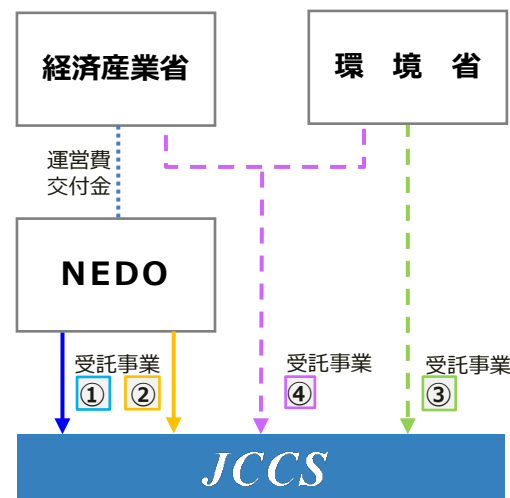 経済産業省
環　境　省
運営費
交付金
NEDO
受託事業
① ②
受託事業
④
受託事業
③
JCCS